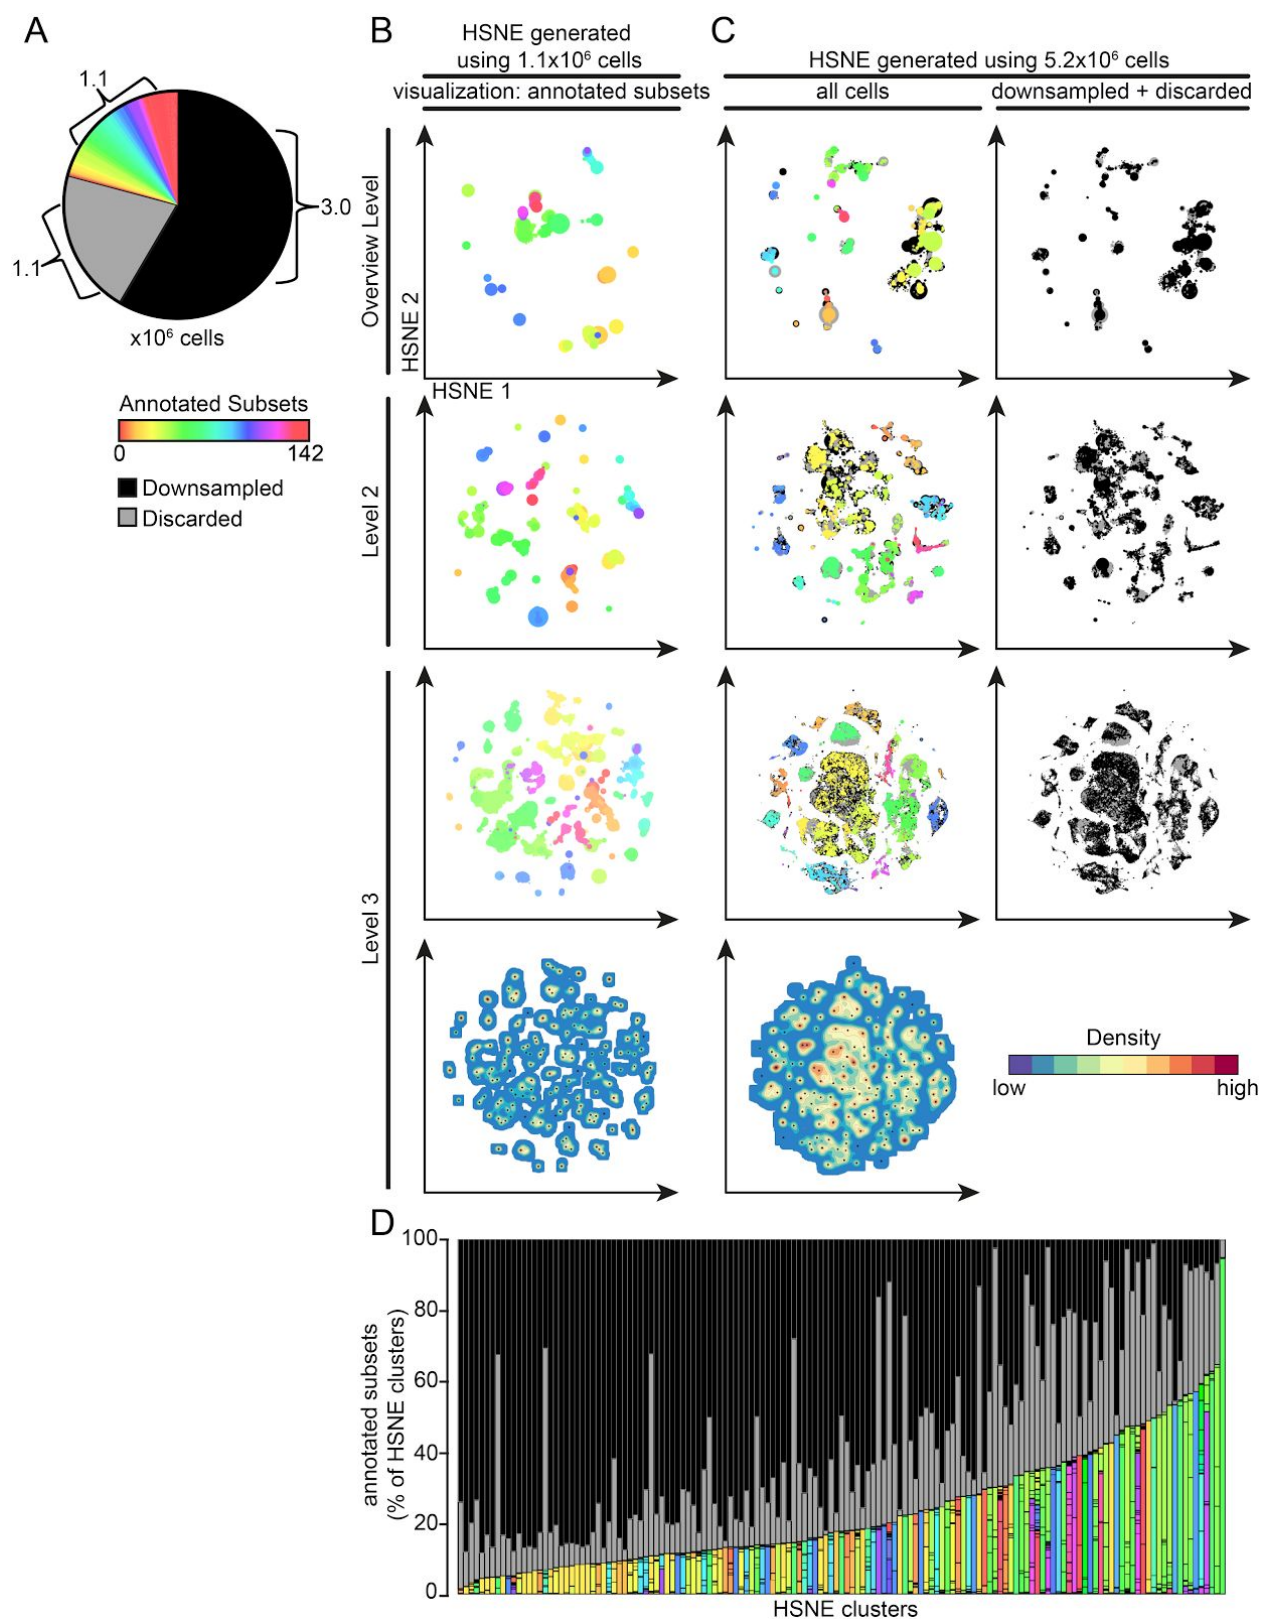 A
1.1
3.0
1.1
x10⁶ cells
Annotated Subsets
0 142
Downsampled
Discarded
B
HSNE generated
using 1.1x10⁶ cells
visualization: annotated subsets
C
HSNE generated using 5.2x10⁶ cells
all cells
downsampled + discarded
Overview Level
HSNE 2
HSNE 1
Level 2
Level 3
Density
low high
D
annotated subsets
(% of HSNE clusters)
100
80
60
40
20
0
HSNE clusters